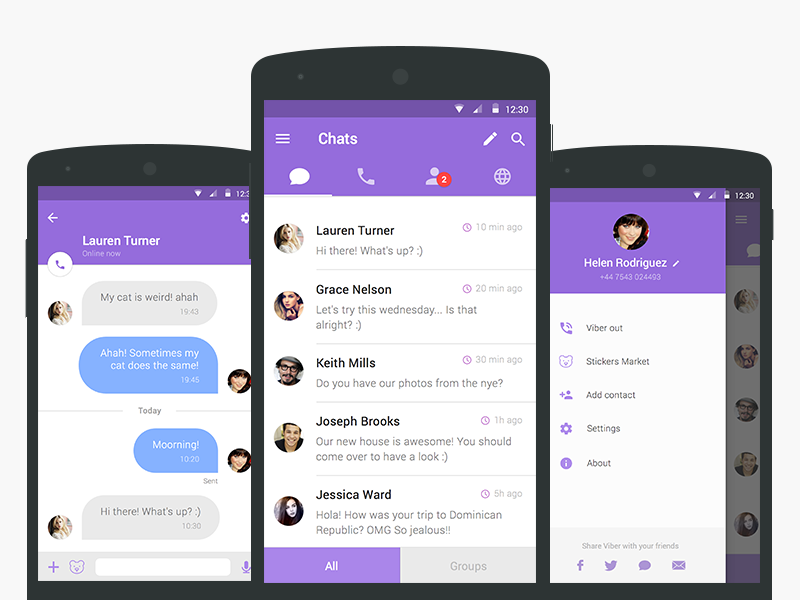 12:3
Lauren Turner
Online now
My cat is weird! ahah
19:43
Ahah! Sometimes my
cat does the same!
19:45
Today
Moorning!
10:20
Sent
Hi there! What's up? :)
10:30
12:30
Chats
2
Lauren Turner
10 min ago
Hi there! What's up? :)
Grace Nelson
20 min ago
Let's try this wednesday... Is that
alright? :)
Keith Mills
30 min ago
Do you have our photos from the nye?
Joseph Brooks
1h ago
Our new house is awesome! You should
come over to have a look :)
Jessica Ward
5h ago
Hola! How was your trip to Dominican
Republic? OMG So jealous!!
All
Groups
12:30
Helen Rodriguez
+44 7543 024493
Viber out
Stickers Market
Add contact
Settings
About
Share Viber with your friends